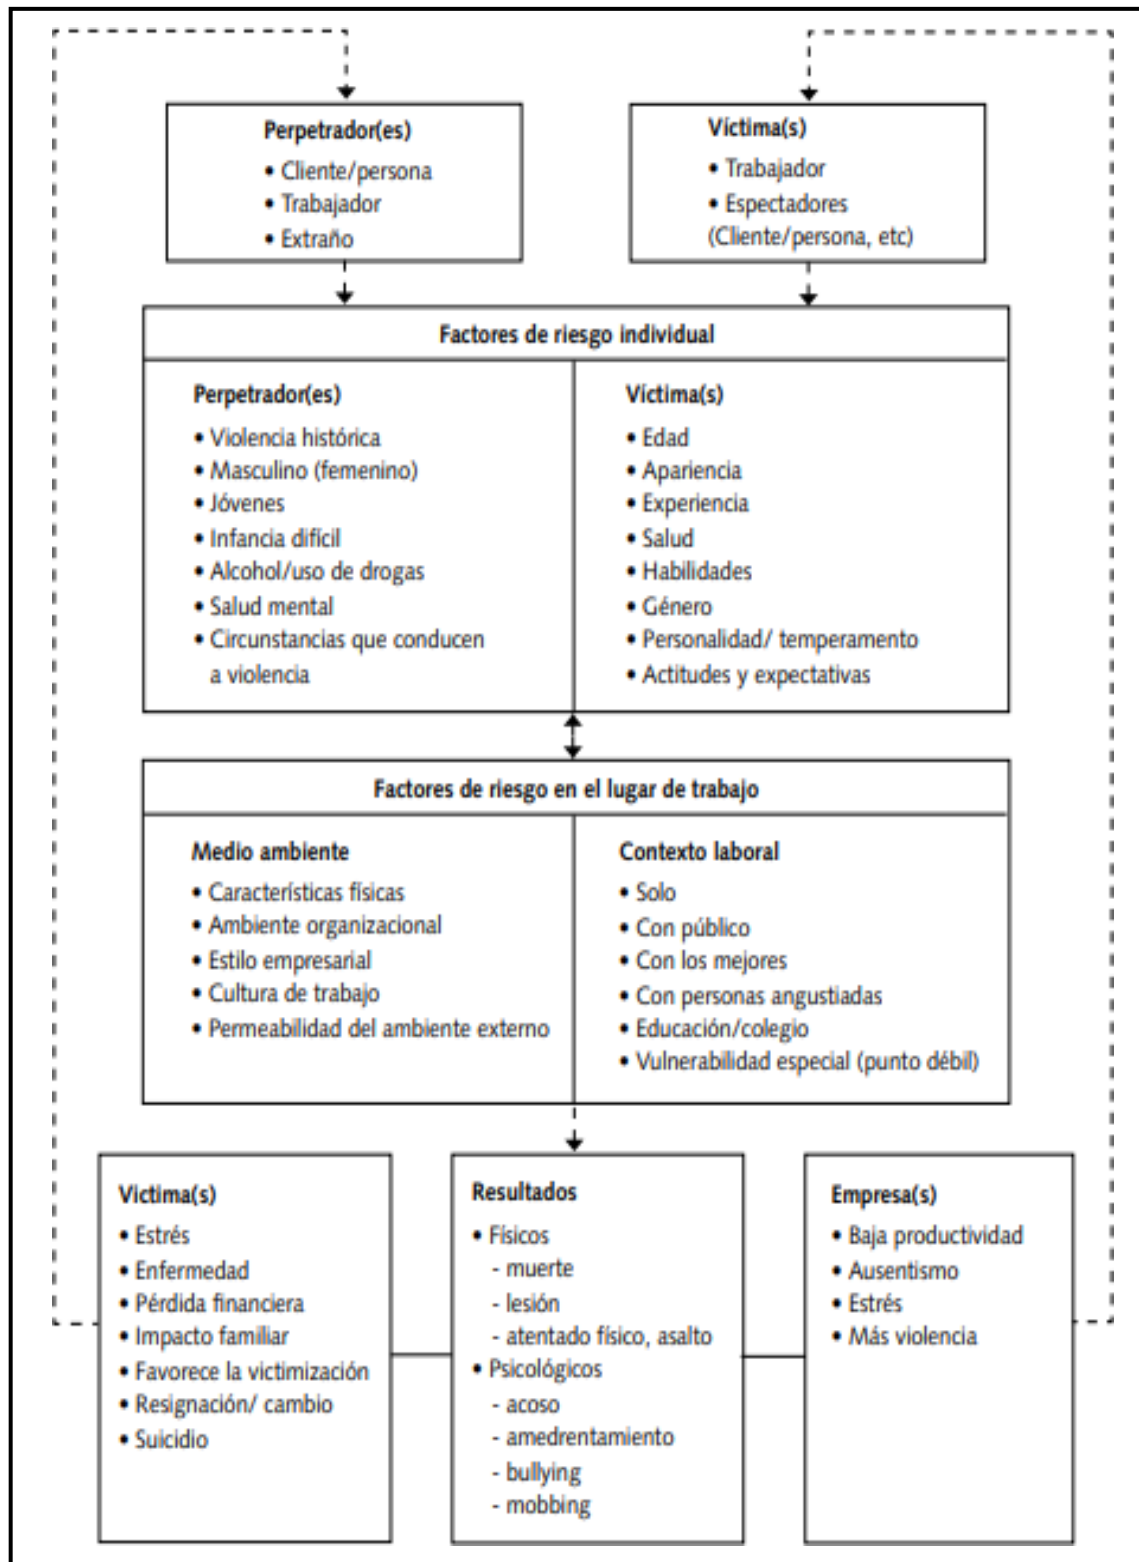 Perpetrador(es)
• Cliente/persona
• Trabajador
• Extraño
Víctima(s)
• Trabajador
• Espectadores
(Cliente/persona, etc)
Factores de riesgo individual
Perpetrador(es)
• Violencia histórica
• Masculino (femenino)
• Jóvenes
• Infancia difícil
• Alcohol/uso de drogas
• Salud mental
• Circunstancias que conducen
a violencia
Víctima(s)
• Edad
• Apariencia
• Experiencia
• Salud
• Habilidades
• Género
• Personalidad/ temperamento
• Actitudes y expectativas
Factores de riesgo en el lugar de trabajo
Medio ambiente
• Características físicas
• Ambiente organizacional
• Estilo empresarial
• Cultura de trabajo
• Permeabilidad del ambiente externo
Contexto laboral
• Solo
• Con público
• Con los mejores
• Con personas angustiadas
• Educación/colegio
• Vulnerabilidad especial (punto débil)
Victima(s)
• Estrés
• Enfermedad
• Pérdida financiera
• Impacto familiar
• Favorece la victimización
• Resignación/ cambio
• Suicidio
Resultados
• Físicos
- muerte
- lesión
- atentado físico, asalto
• Psicológicos
- acoso
- amedrentamiento
- bullying
- mobbing
Empresa(s)
• Baja productividad
• Ausentismo
• Estrés
• Más violencia